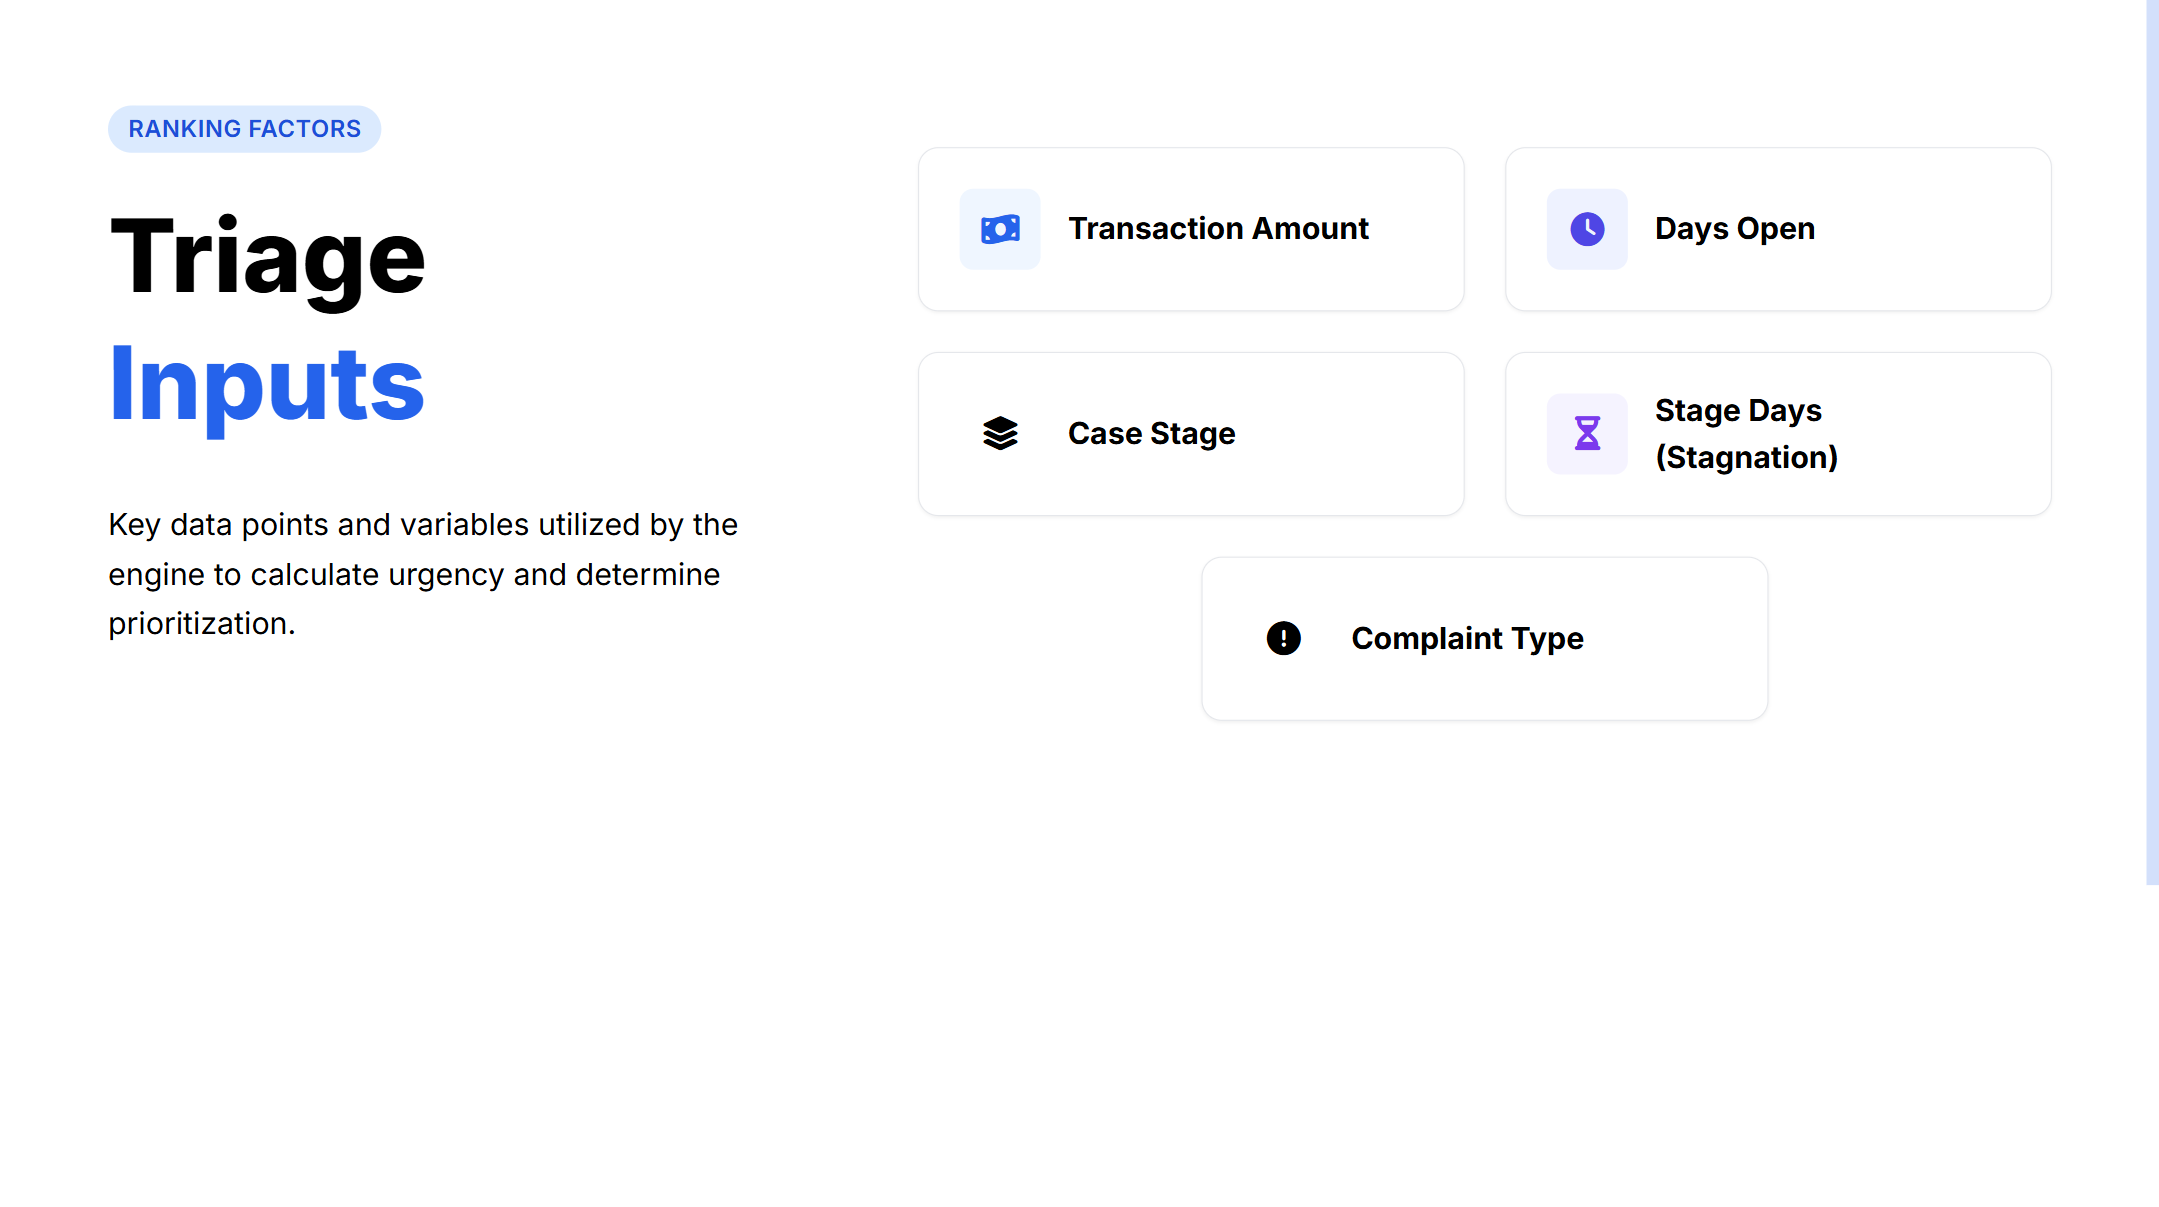 RANKING FACTORS
Triage
Inputs
Key data points and variables utilized by the
engine to calculate urgency and determine
prioritization.
Transaction Amount
Days Open
Case Stage
Stage Days
(Stagnation)
Complaint Type